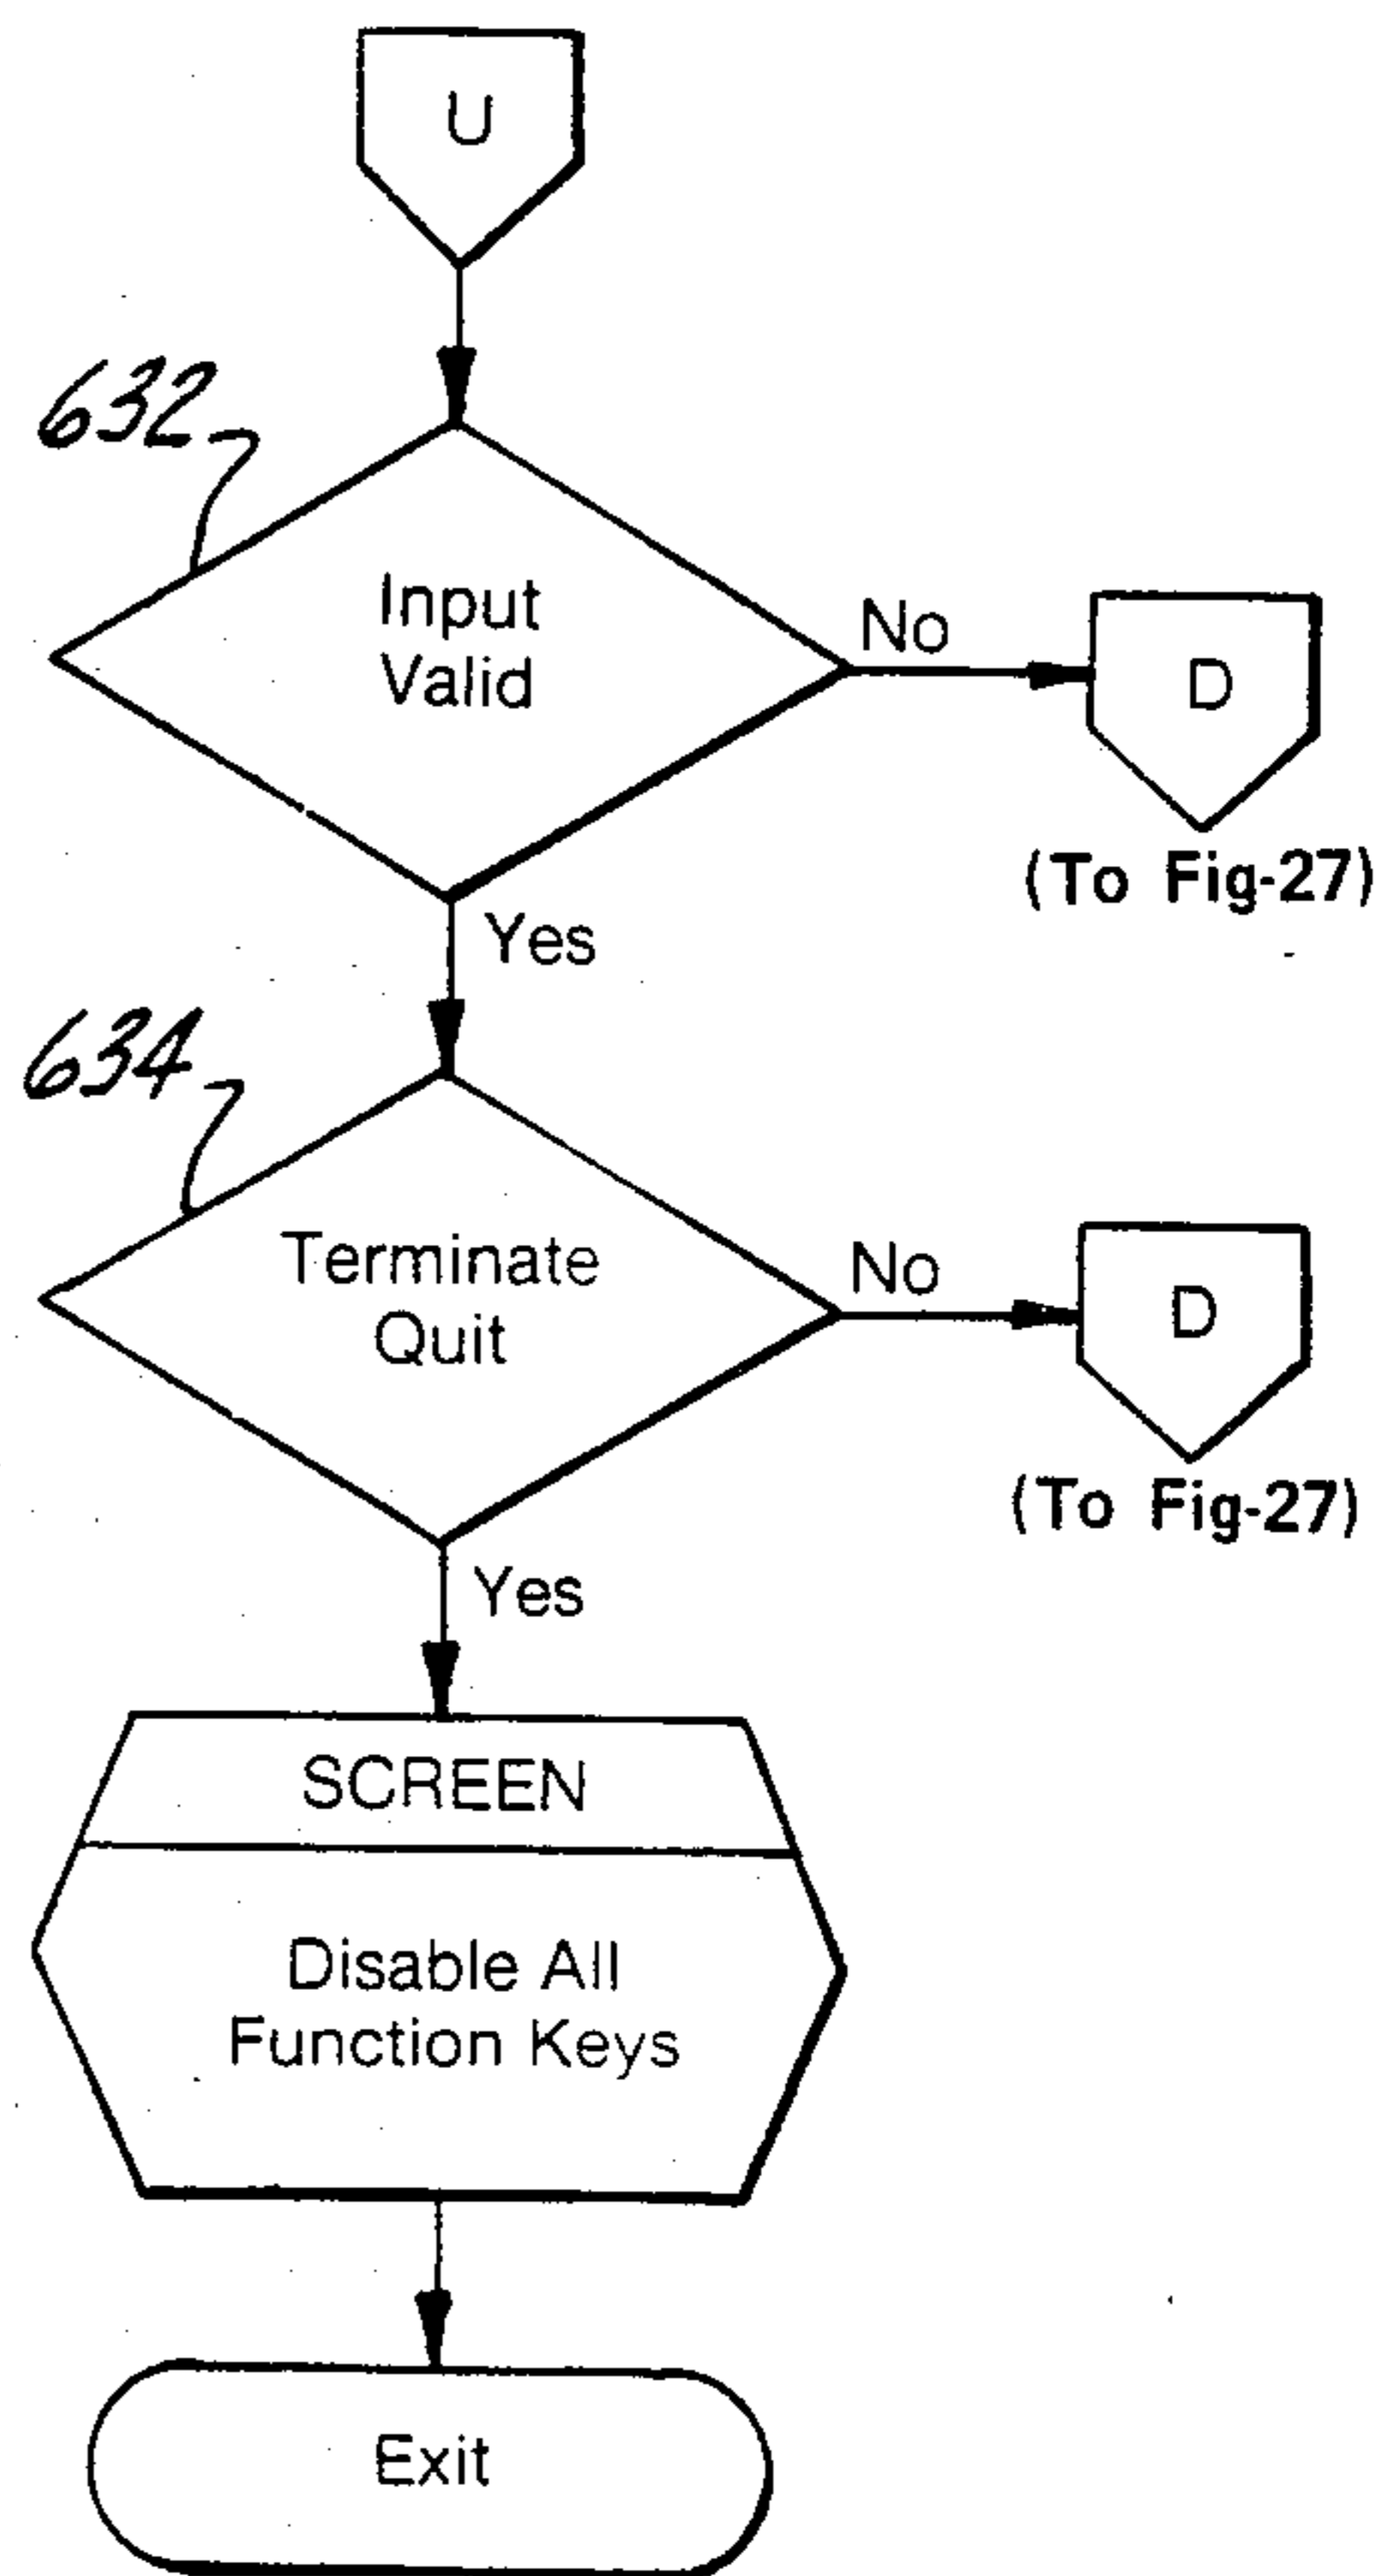 U
632
Input
Valid
No
D
(To Fig-27)
Yes
634
Terminate
Quit
No
D
(To Fig-27)
Yes
SCREEN
Disable All
Function Keys
Exit